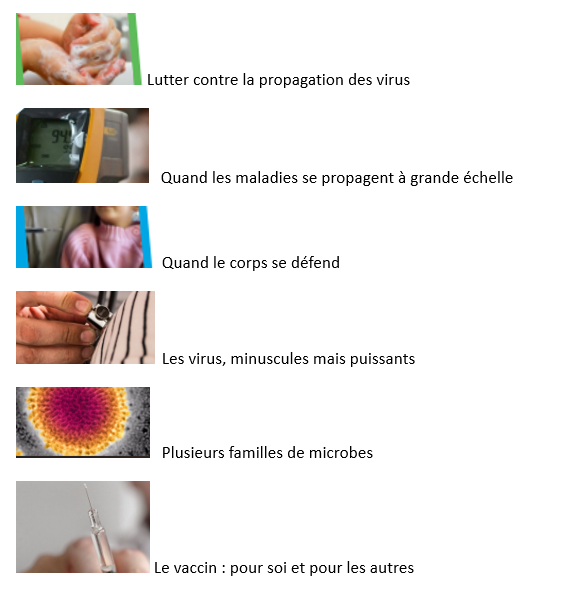 Lutter contre la propagation des virus
Quand les maladies se propagent à grande échelle
Quand le corps se défend
Les virus, minuscules mais puissants
Plusieurs familles de microbes
Le vaccin : pour soi et pour les autres